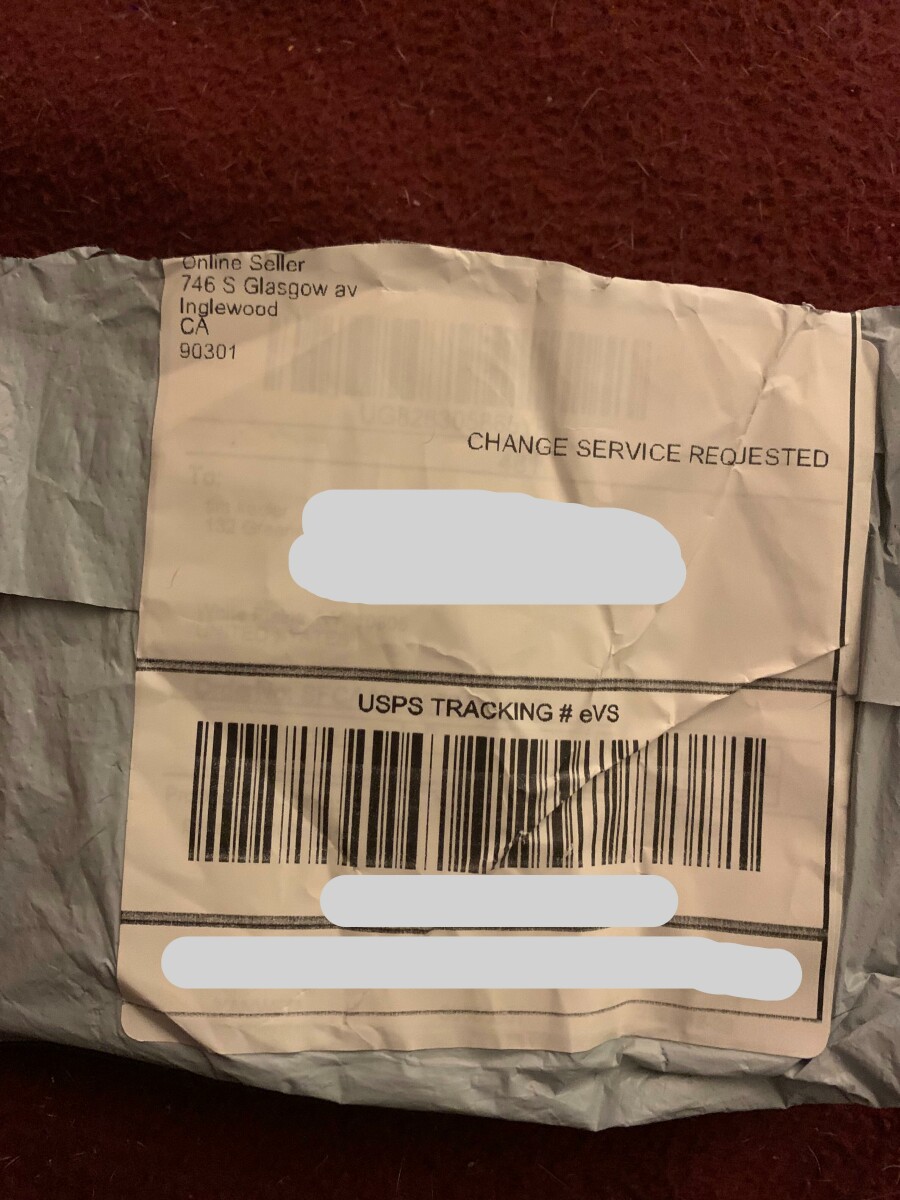 Online Seller
746 S Glasgow av
Inglewood
CA
90301
CHANGE SERVICE REQUESTED
To:
USPS TRACKING # eVS